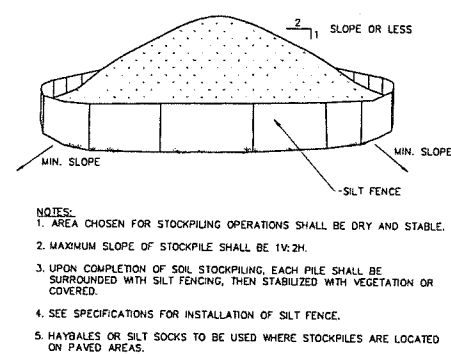 2
1 SLOPE OR LESS
MIN. SLOPE
MIN. SLOPE
SILT FENCE
NOTES:
1. AREA CHOSEN FOR STOCKPILING OPERATIONS SHALL BE DRY AND STABLE.
2. MAXIMUM SLOPE OF STOCKPILE SHALL BE 1V:2H.
3. UPON COMPLETION OF SOIL STOCKPILING, EACH PILE SHALL BE
SURROUNDED WITH SILT FENCING, THEN STABILIZED WITH VEGETATION OR
COVERED.
4. SEE SPECIFICATIONS FOR INSTALLATION OF SILT FENCE.
5. HAYBALES OR SILT SOCKS TO BE USED WHERE STOCKPILES ARE LOCATED
ON PAVED AREAS.